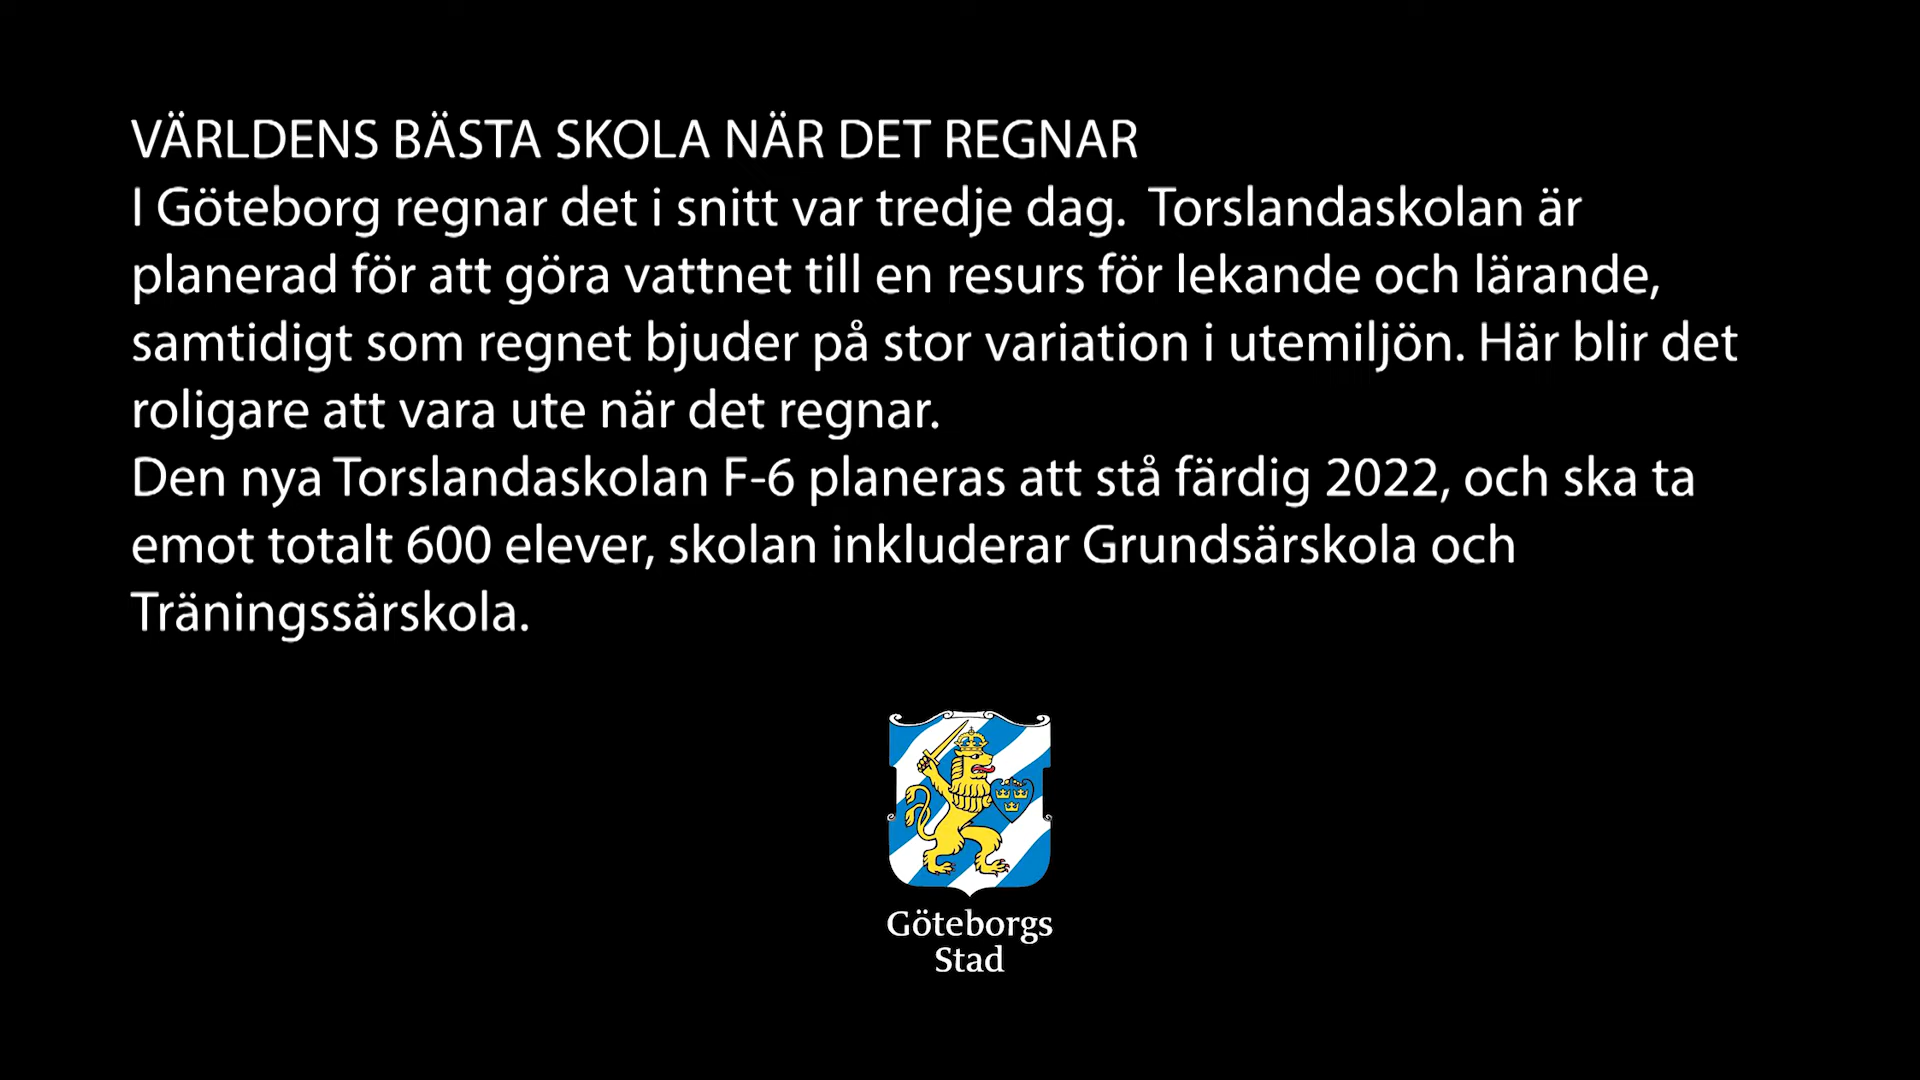 VÄRLDENS BÄSTA SKOLA NÄR DET REGNAR
I Göteborg regnar det i snitt var tredje dag.  Torslandaskolan är
planerad för att göra vattnet till en resurs för lekande och lärande,
samtidigt som regnet bjuder på stor variation i utemiljön. Här blir det
roligare att vara ute när det regnar.
Den nya Torslandaskolan F-6 planeras att stå färdig 2022, och ska ta
emot totalt 600 elever, skolan inkluderar Grundsärskola och
Träningssärskola.
Göteborgs
Stad